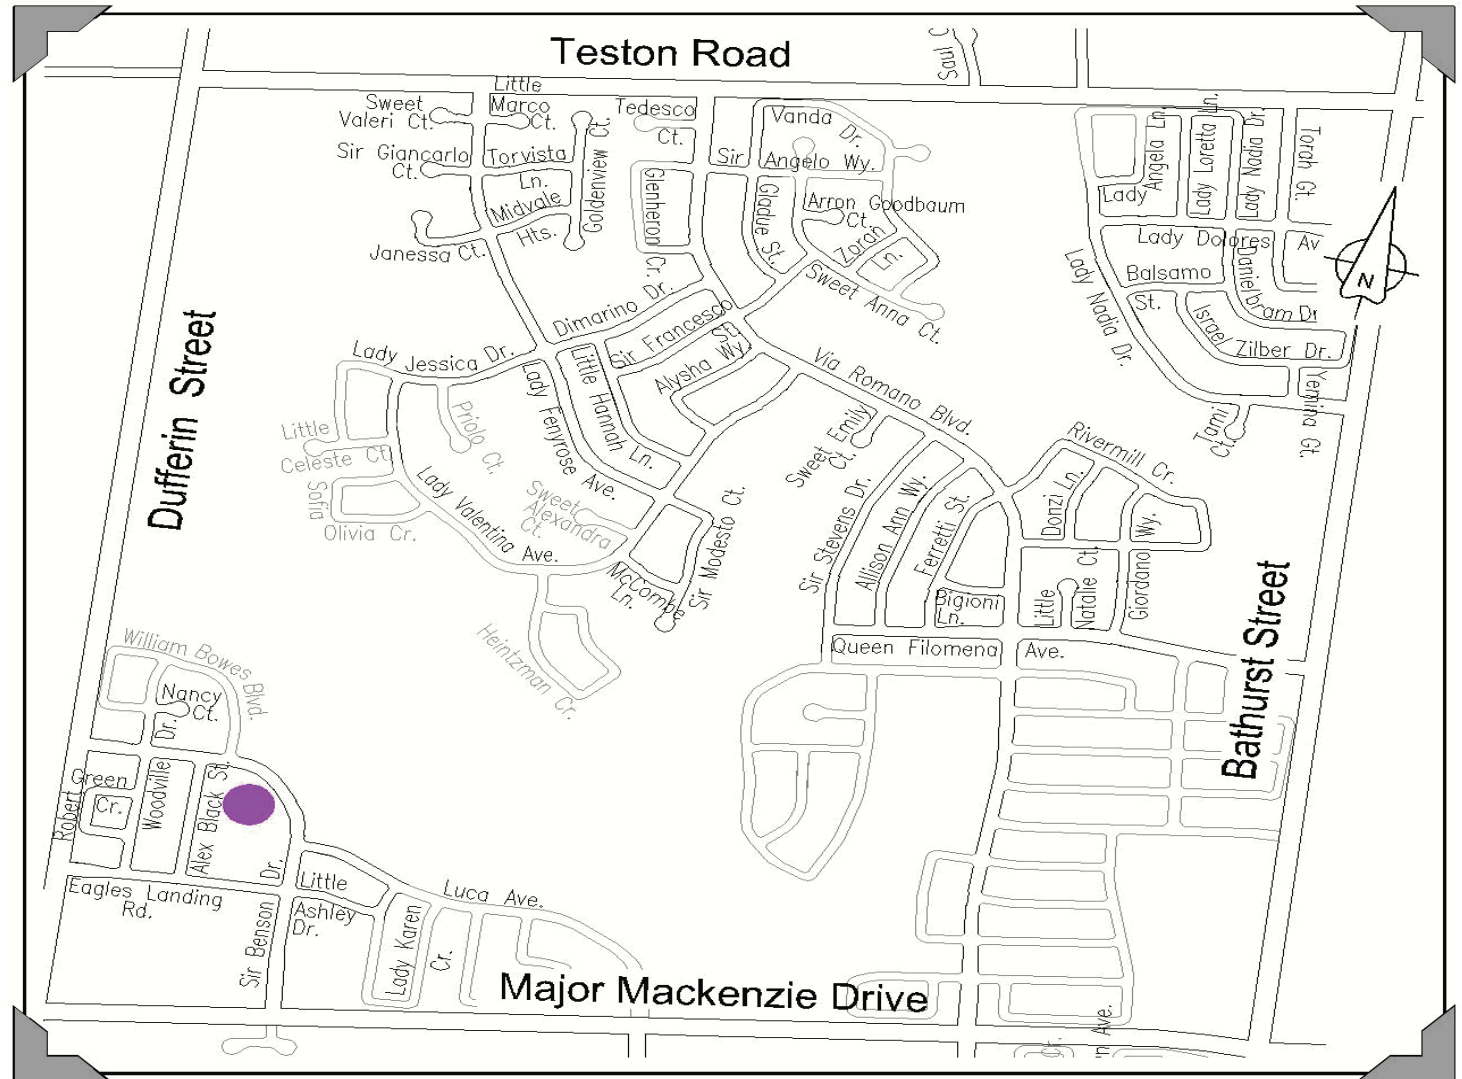 Teston Road
Saul C
Little
Marco
Ct.
Sweet
Valeri Ct.
Tedesco
Ct.
Vanda
Dr.
Sir Giancarlo
Ct.
Torvista
Ln.
Goldenview Ct.
Sir
Angelo Wy.
Midvale
Hts.
Glenheron
Cr.
Gladue St.
Arron Goodbaum
Ct.
Zoran
Ln.
Janessa Ct.
Sweet Anna Ct.
Angela Ln.
Lady
Lady Loretta Ln.
Lady Nadia Dr.
Torah Gt.
Lady Dolores
Av
Balsamo
St.
Danielbram Dr
Israel
Zilber Dr.
N
Lady Nadia Dr.
Yemina Gt.
Tami
Ct.
Dimarino Dr.
Sir Francesco
St.
Alysha Wy.
Lady Jessica Dr.
Little Hannah Ln.
Lady Fenyrose Ave.
Via Romano Blvd.
Dufferin Street
Priolo Ct.
Little
Celeste Ct.
Sofia
Olivia Cr.
Lady Valentina Ave.
Sweet
Alexandra
Ct.
Sweet Emily
Ct.
Rivermill Cr.
Sir Stevens Dr.
Allison Ann Wy.
Ferretti St.
Donzi Ln.
Giordano
Wy.
McCombe
Ln.
Sir Modesto Ct.
Bigioni
Ln.
Little
Natalie Ct.
Heintzman Cr.
Queen Filomena
Ave.
Bathurst Street
William Bowes Blvd.
Nancy
Ct.
Woodville
Dr.
Robert
Green
Cr.
Alex Black St.
Eagles Landing
Rd.
Sir Benson
Dr.
Little
Ashley
Dr.
Luca Ave.
Lady Karen
Cr.
Major Mackenzie Drive
Cr.
n Ave.